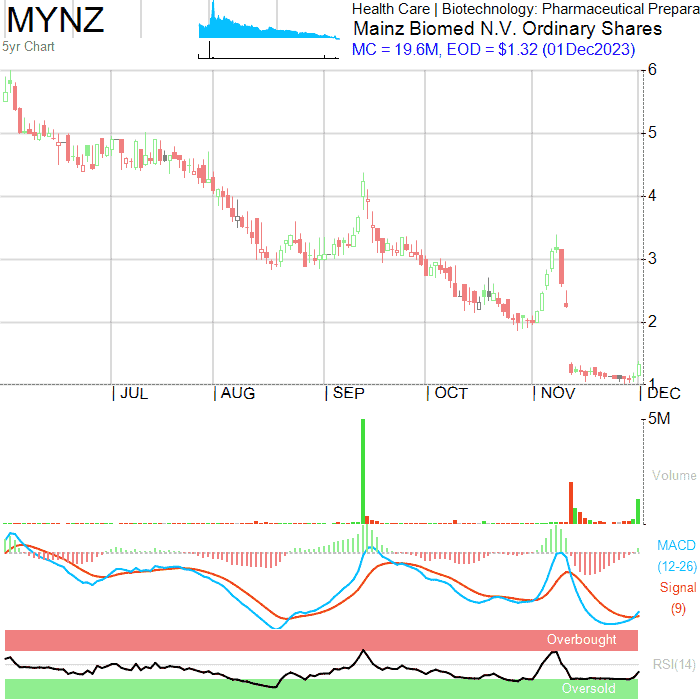 MYNZ
5yr Chart
Health Care | Biotechnology: Pharmaceutical Prepara
Mainz Biomed N.V. Ordinary Shares
MC = 19.6M, EOD = $1.32 (01Dec2023)
6
5
4
3
2
1
JUL AUG SEP OCT NOV DEC
5M
Volume
MACD
(12-26)
Signal
(9)
Overbought
RSI(14)
Oversold